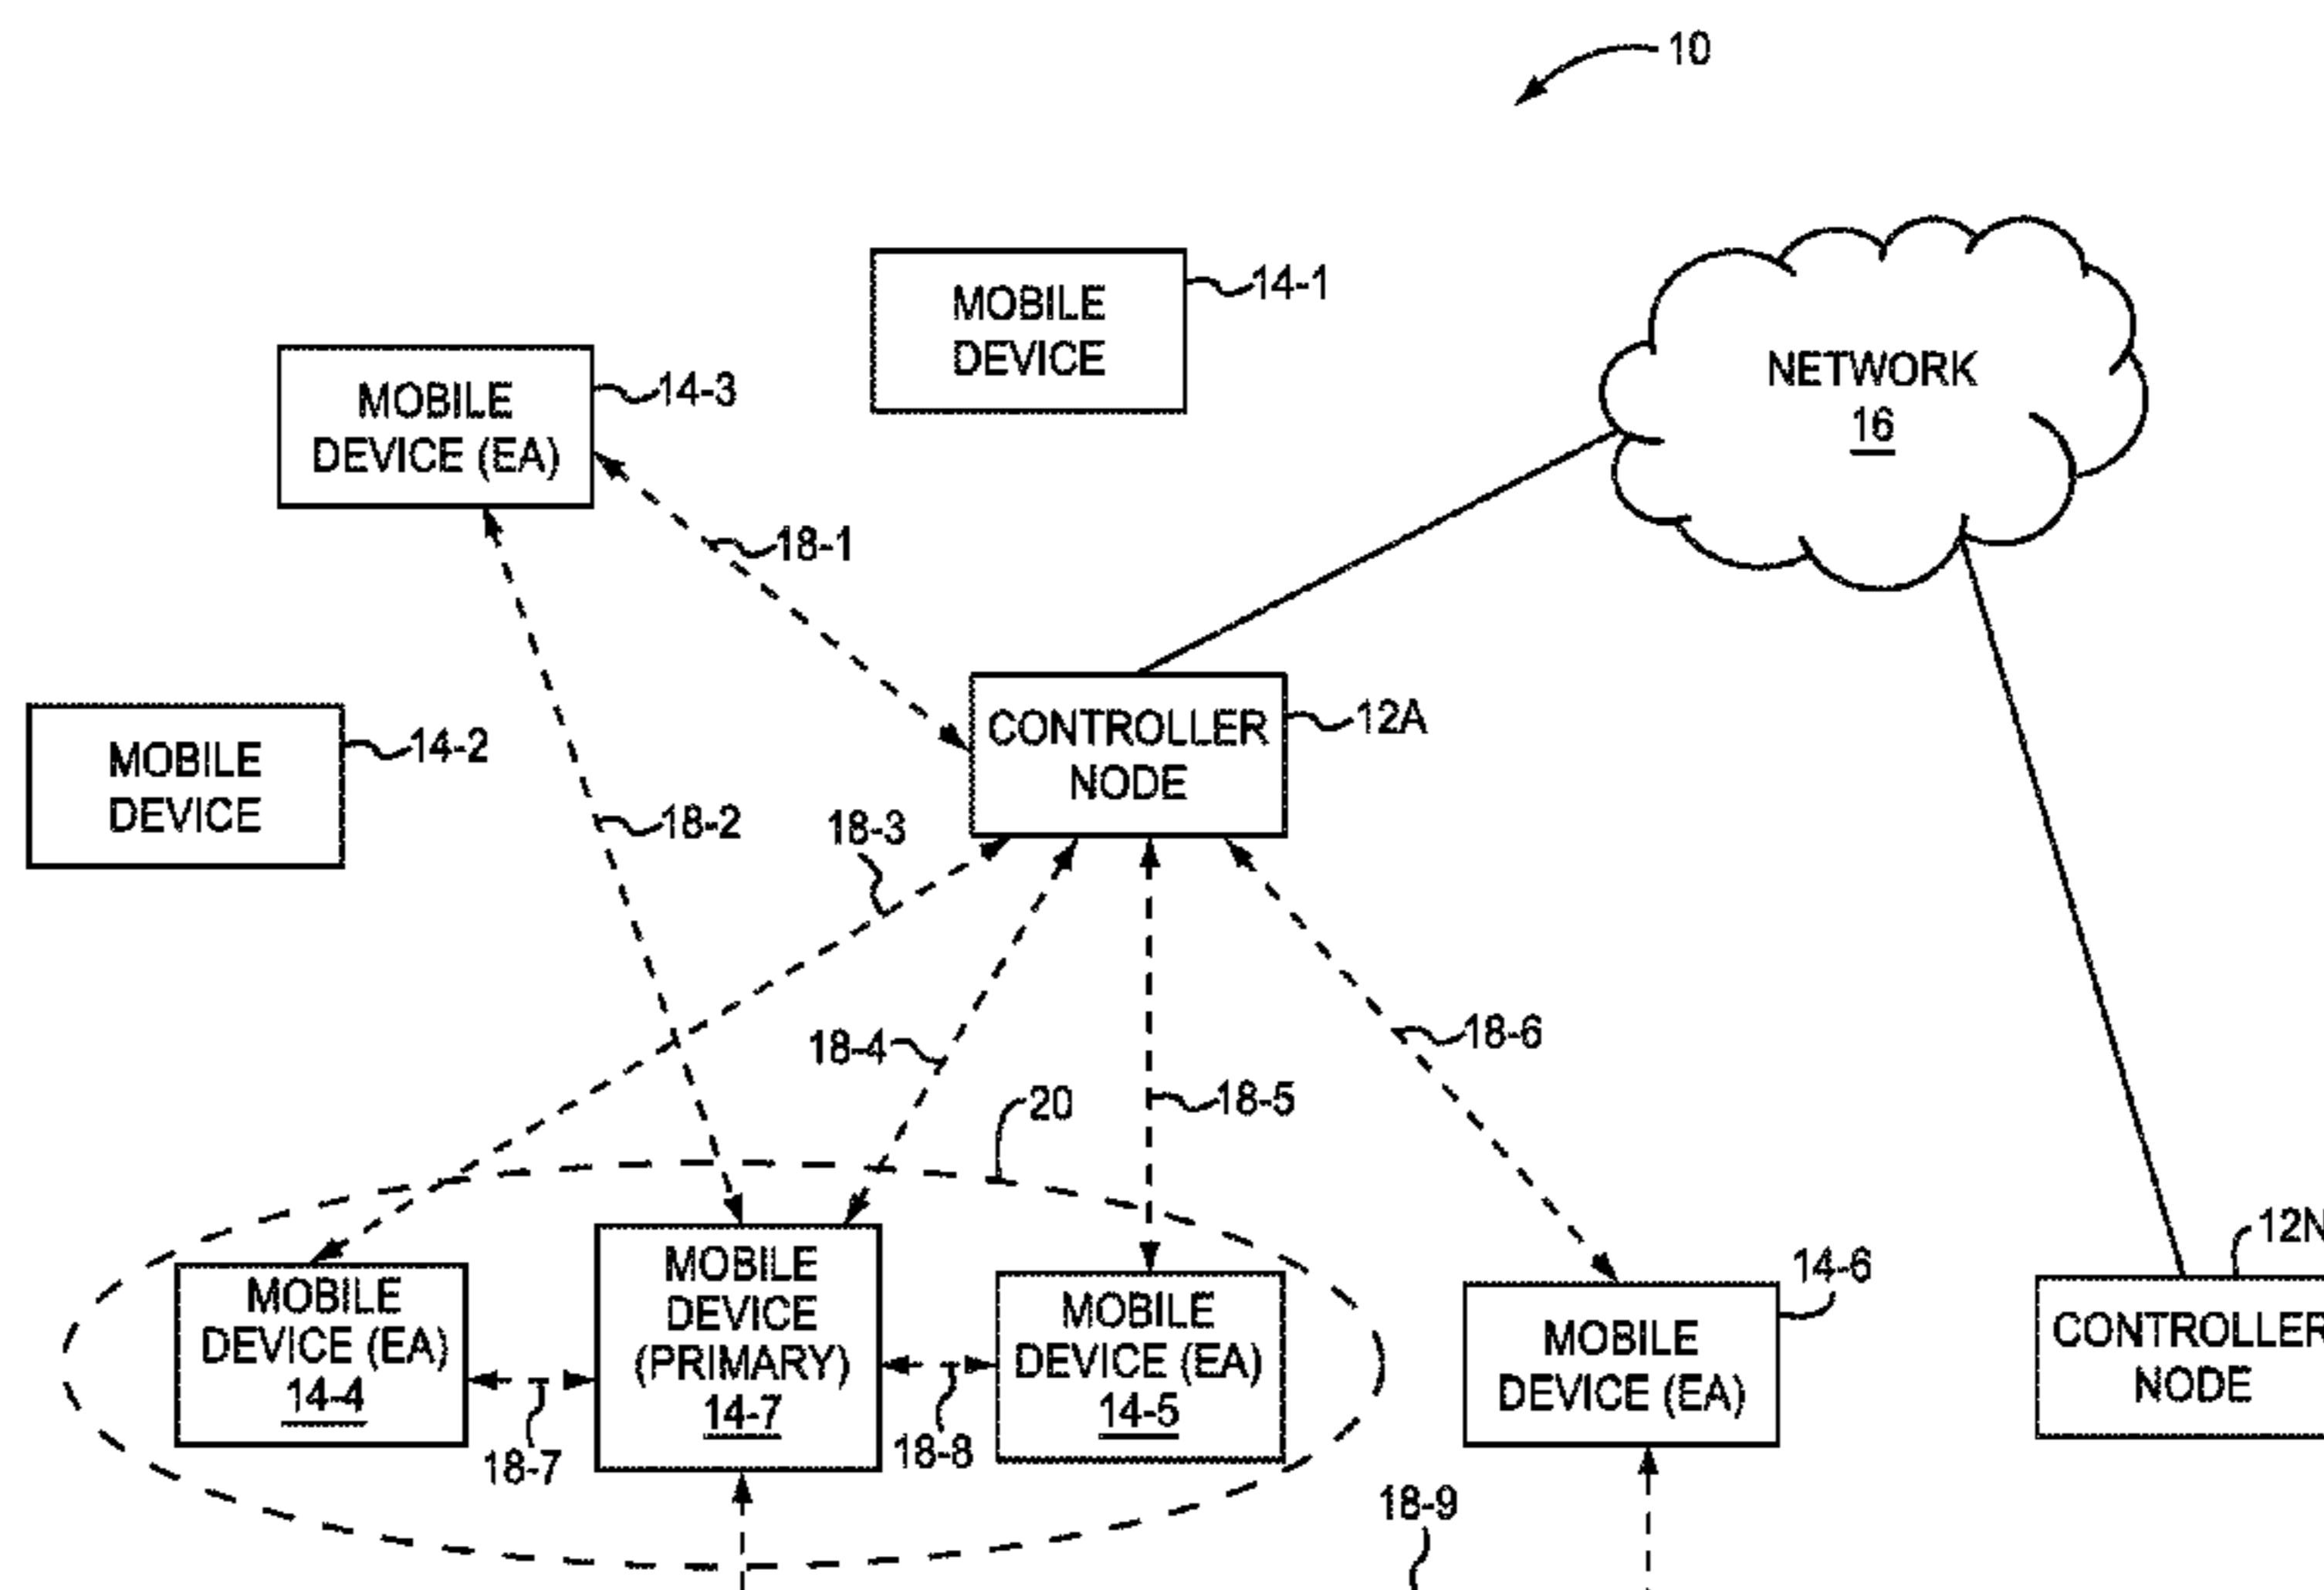 10
MOBILE
DEVICE
14-1
MOBILE
DEVICE (EA)
14-3
NETWORK
16
18-1
CONTROLLER
NODE
12A
MOBILE
DEVICE
14-2
18-2
18-3
18-4
18-5
18-6
20
MOBILE
DEVICE (EA)
14-4
MOBILE
DEVICE
(PRIMARY)
14-7
MOBILE
DEVICE (EA)
14-5
MOBILE
DEVICE (EA)
14-6
12N
CONTROLLER
NODE
18-7
18-8
18-9